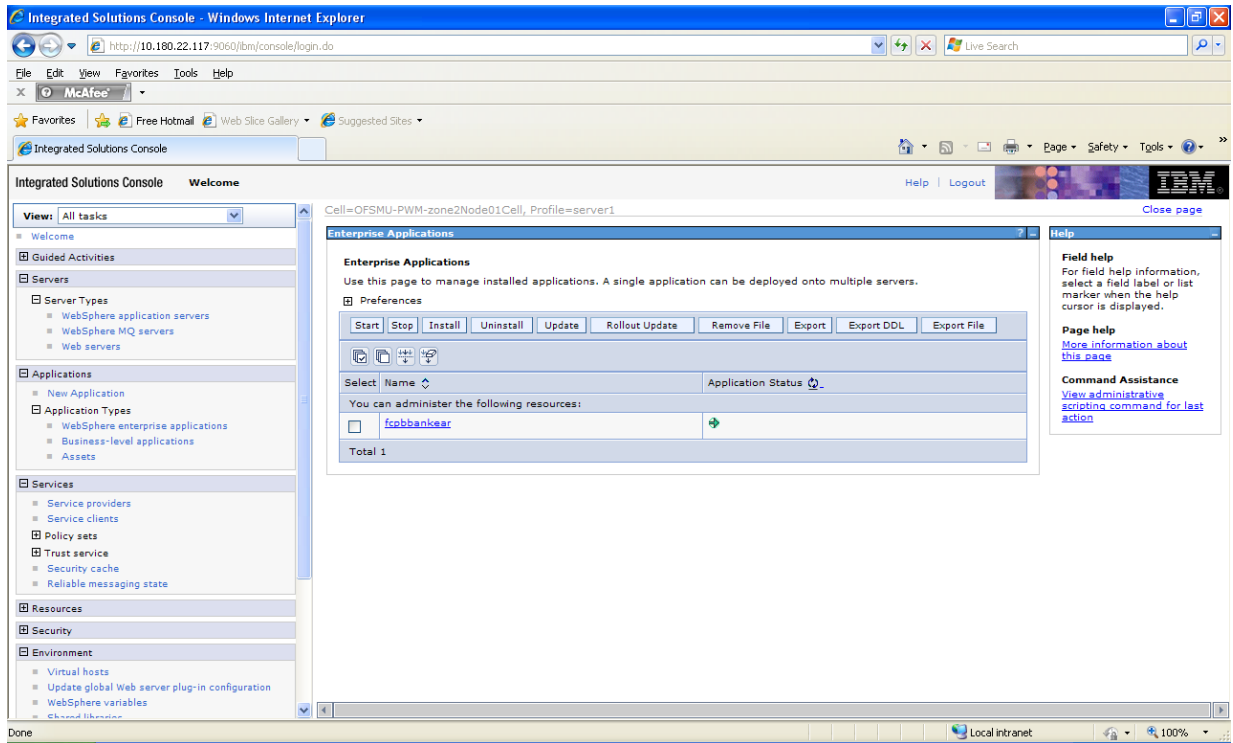 Integrated Solutions Console - Windows Internet Explorer
http://10.180.22.117:9060/ibm/console/login.do
Live Search
File Edit View Favorites Tools Help
X McAfee
Favorites Free Hotmail Web Slice Gallery Suggested Sites
Integrated Solutions Console
Page Safety Tools »
Integrated Solutions Console Welcome
Help | Logout
IBM.
View: All tasks
Welcome
Guided Activities
Servers
Server Types
WebSphere application servers
WebSphere MQ servers
Web servers
Applications
New Application
Application Types
WebSphere enterprise applications
Business-level applications
Assets
Services
Service providers
Service clients
Policy sets
Trust service
Security cache
Reliable messaging state
Resources
Security
Environment
Virtual hosts
Update global Web server plug-in configuration
WebSphere variables
Shared libraries
Cell=OFSMU-PWM-zone2Node01Cell, Profile=server1
Close page
Enterprise Applications ? –
Enterprise Applications
Use this page to manage installed applications. A single application can be deployed onto multiple servers.
Preferences
Start Stop Install Uninstall Update Rollout Update Remove File Export Export DDL Export File
Select Name Application Status
You can administer the following resources:
fcpbbankear
Total 1
Help –
Field help
For field help information,
select a field label or list
marker when the help
cursor is displayed.
Page help
More information about
this page
Command Assistance
View administrative
scripting command for last
action
Done
Local intranet
100%